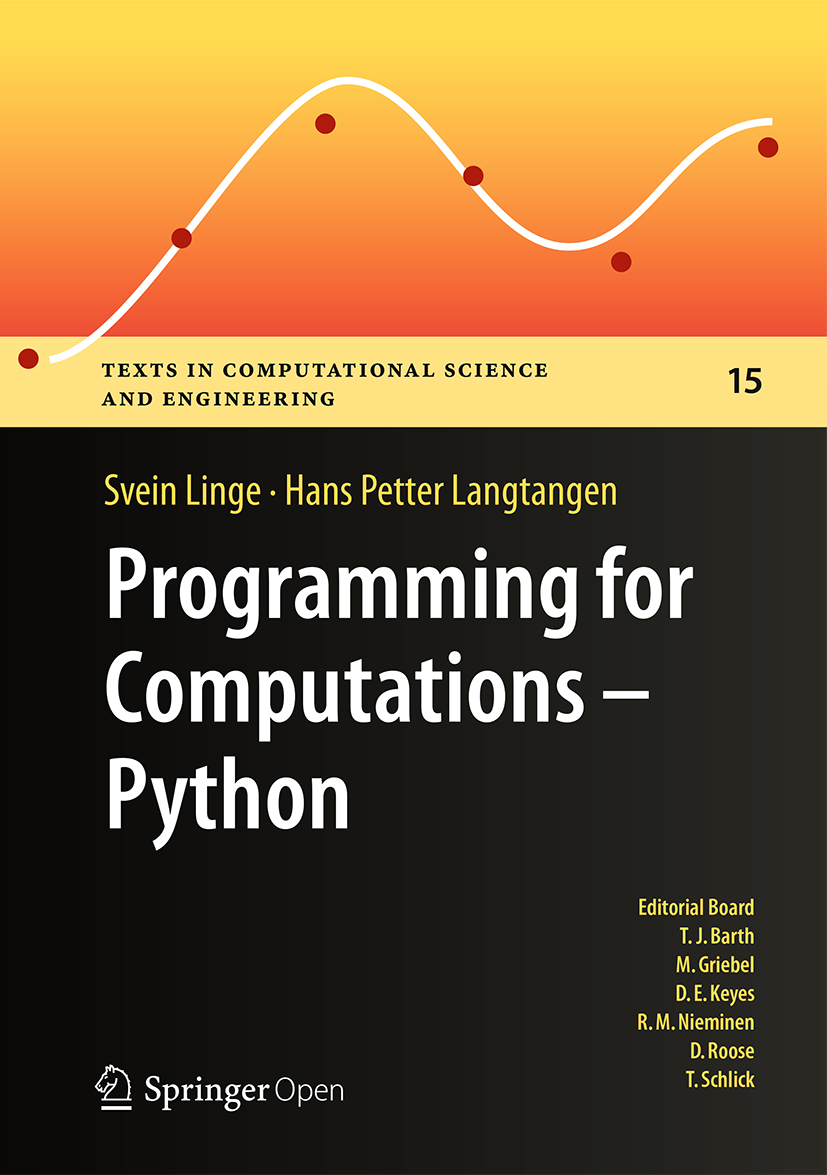 TEXTS IN COMPUTATIONAL SCIENCE
AND ENGINEERING
15
Svein Linge · Hans Petter Langtangen
Programming for
Computations –
Python
Editorial Board
T. J. Barth
M. Griebel
D. E. Keyes
R. M. Nieminen
D. Roose
T. Schlick
Springer Open